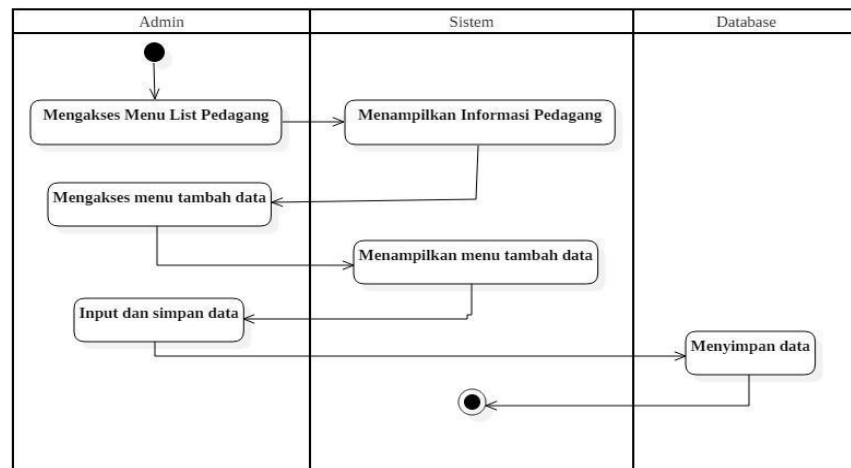 Admin
Sistem
Database
Mengakses Menu List Pedagang
Menampilkan Informasi Pedagang
Mengakses menu tambah data
Menampilkan menu tambah data
Input dan simpan data
Menyimpan data